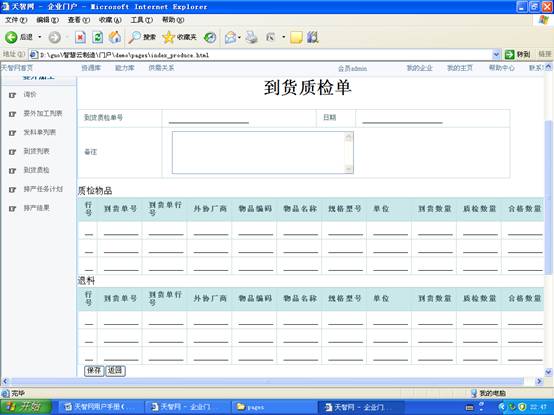 天智网 - 企业门户 - Microsoft Internet Explorer
文件(F) 编辑(E) 查看(V) 收藏(A) 工具(T) 帮助(H)
后退 搜索 收藏夹
地址(D) D:\guo\智慧云制造\门户\demo\pages\index_produce.html 转到 链接
天智网首页 资源库 能力库 供需关系 会员admin 我的企业 我的主页 帮助中心 联系
委外加工
询价
委外加工列表
发料单列表
到货列表
到货质检
排产任务计划
排产结果
到货质检单
到货质检单号 日期
备注
质检物品
行号 到货单号 到货单行号 外协厂商 物品编码 物品名称 规格型号 单位 到货数量 质检数量 合格数量
退料
行号 到货单号 到货单行号 外协厂商 物品编码 物品名称 规格型号 单位 到货数量 质检数量 合格数量
保存 返回
完毕 我的电脑
开始 天智网用户手册(... 天智网 - 企业门... pages 天智网 - 企业门... 22:47